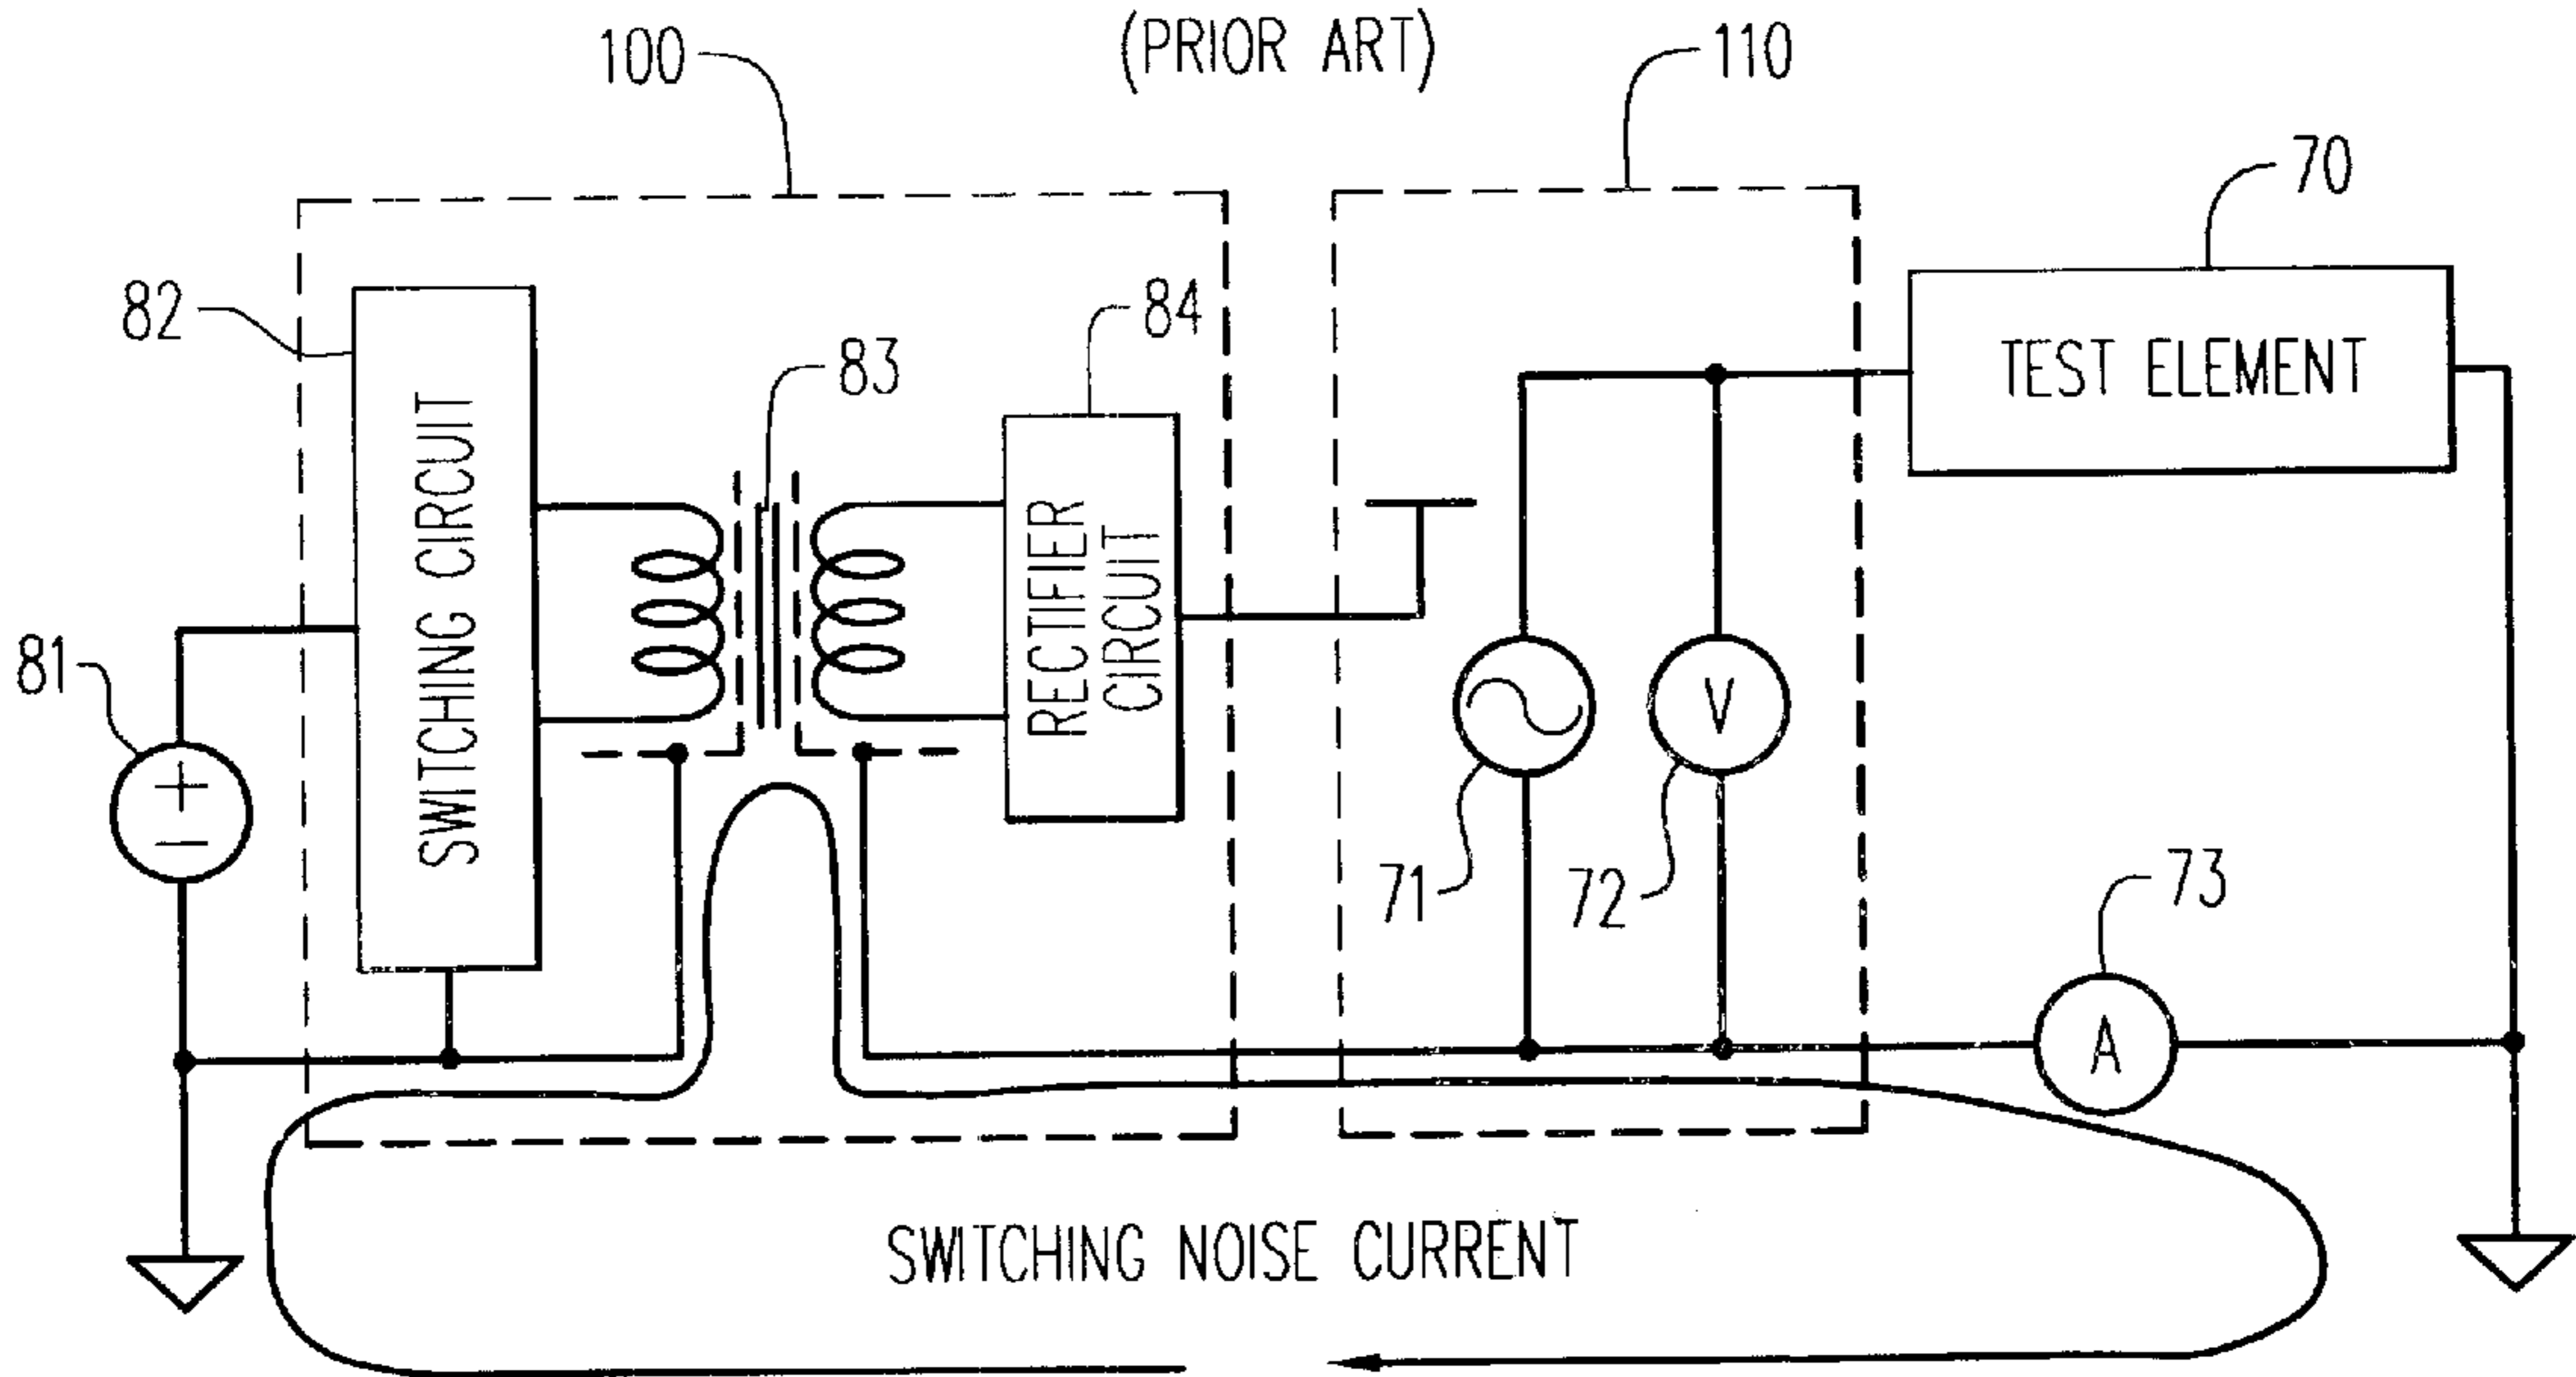 (PRIOR ART)
100
110
70
82
84
83
TEST ELEMENT
SWITCHING CIRCUIT
RECTIFIER
CIRCUIT
81
+
−
V
71
72
73
A
SWITCHING NOISE CURRENT